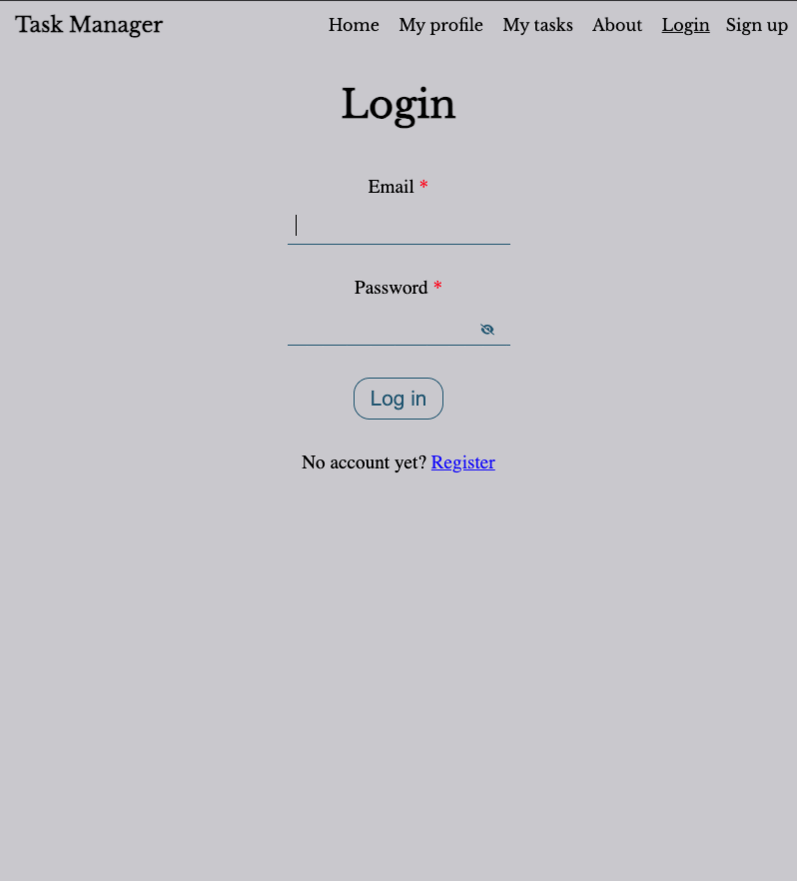 Task Manager Home My profile My tasks About Login Sign up
Login
Email *
Password *
Log in
No account yet? Register